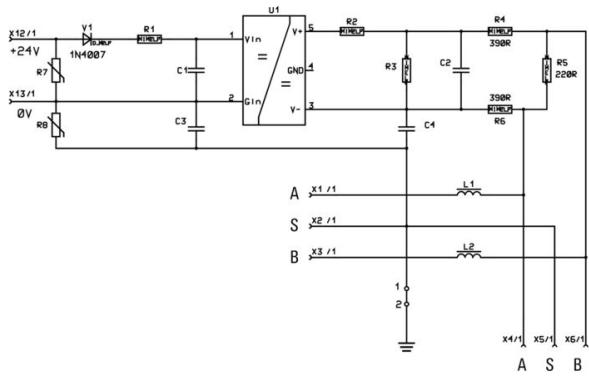 X12/1
+24V
V1
1N4007
R1
U1
1
VIn
V+
5
R2
R4
390R
R7
C1
GND
4
R3
C2
R5
220R
X13/1
0V
2
GIn
V-
3
390R
R6
R8
C3
C4
A X1 /1
L1
S X2 /1
B X3 /1
L2
1
2
X4/1 X5/1 X6/1
A S B